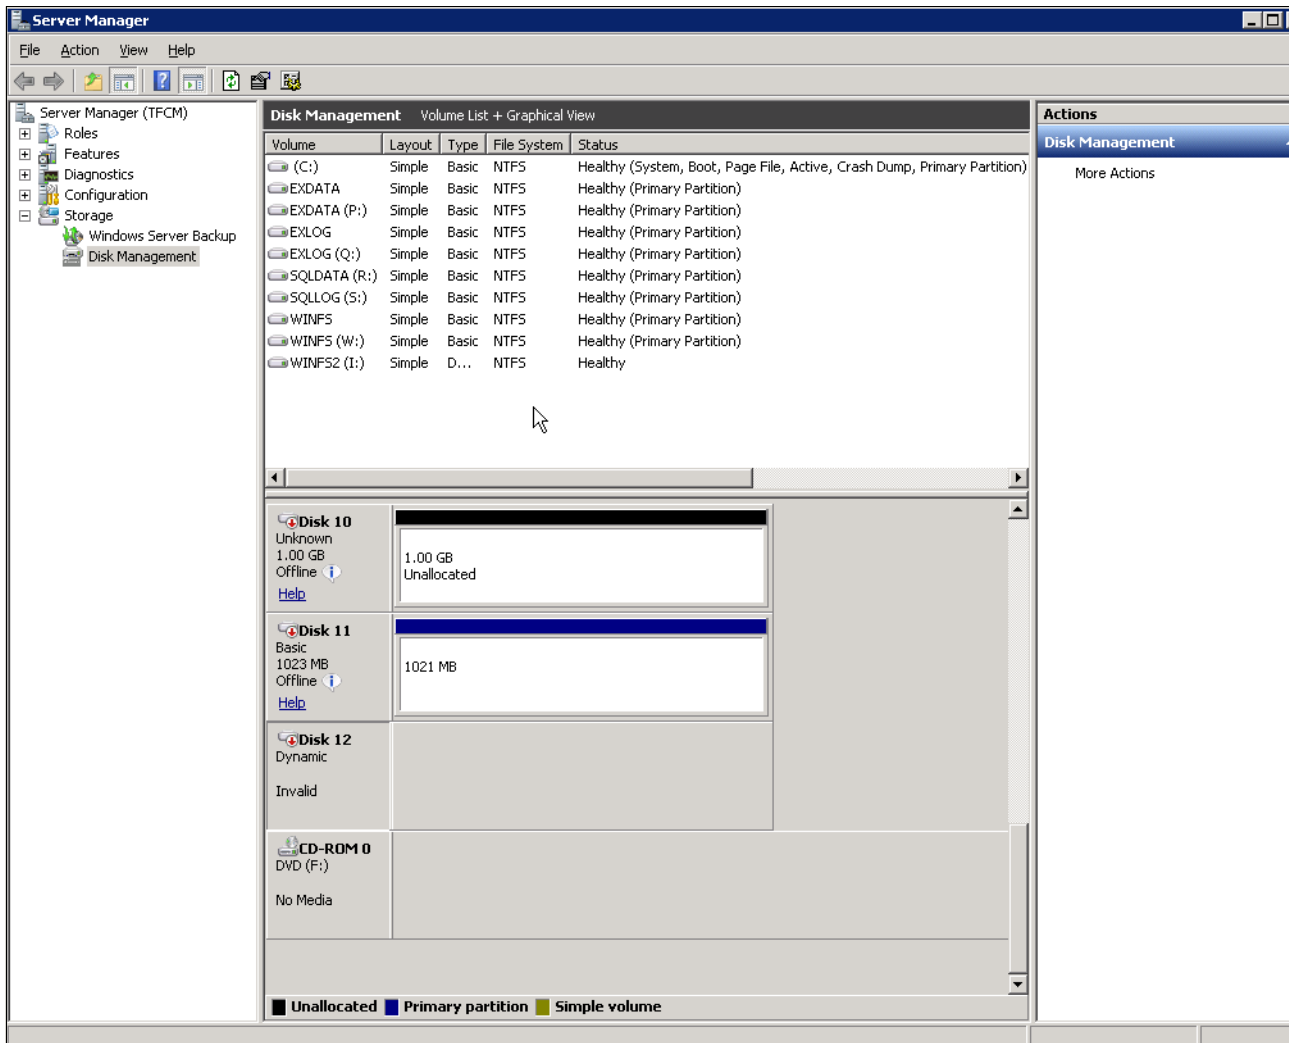 Server Manager
File Action View Help
Server Manager (TFCM)
Roles
Features
Diagnostics
Configuration
Storage
Windows Server Backup
Disk Management
Disk Management Volume List + Graphical View
Volume Layout Type File System Status
(C:) Simple Basic NTFS Healthy (System, Boot, Page File, Active, Crash Dump, Primary Partition)
EXDATA Simple Basic NTFS Healthy (Primary Partition)
EXDATA (P:) Simple Basic NTFS Healthy (Primary Partition)
EXLOG Simple Basic NTFS Healthy (Primary Partition)
EXLOG (Q:) Simple Basic NTFS Healthy (Primary Partition)
SQLDATA (R:) Simple Basic NTFS Healthy (Primary Partition)
SQLLOG (S:) Simple Basic NTFS Healthy (Primary Partition)
WINFS Simple Basic NTFS Healthy (Primary Partition)
WINFS (W:) Simple Basic NTFS Healthy (Primary Partition)
WINFS2 (I:) Simple D... NTFS Healthy
Disk 10
Unknown
1.00 GB
Offline
Help
1.00 GB
Unallocated
Disk 11
Basic
1023 MB
Offline
Help
1021 MB
Disk 12
Dynamic
Invalid
CD-ROM 0
DVD (F:)
No Media
Unallocated Primary partition Simple volume
Actions
Disk Management
More Actions